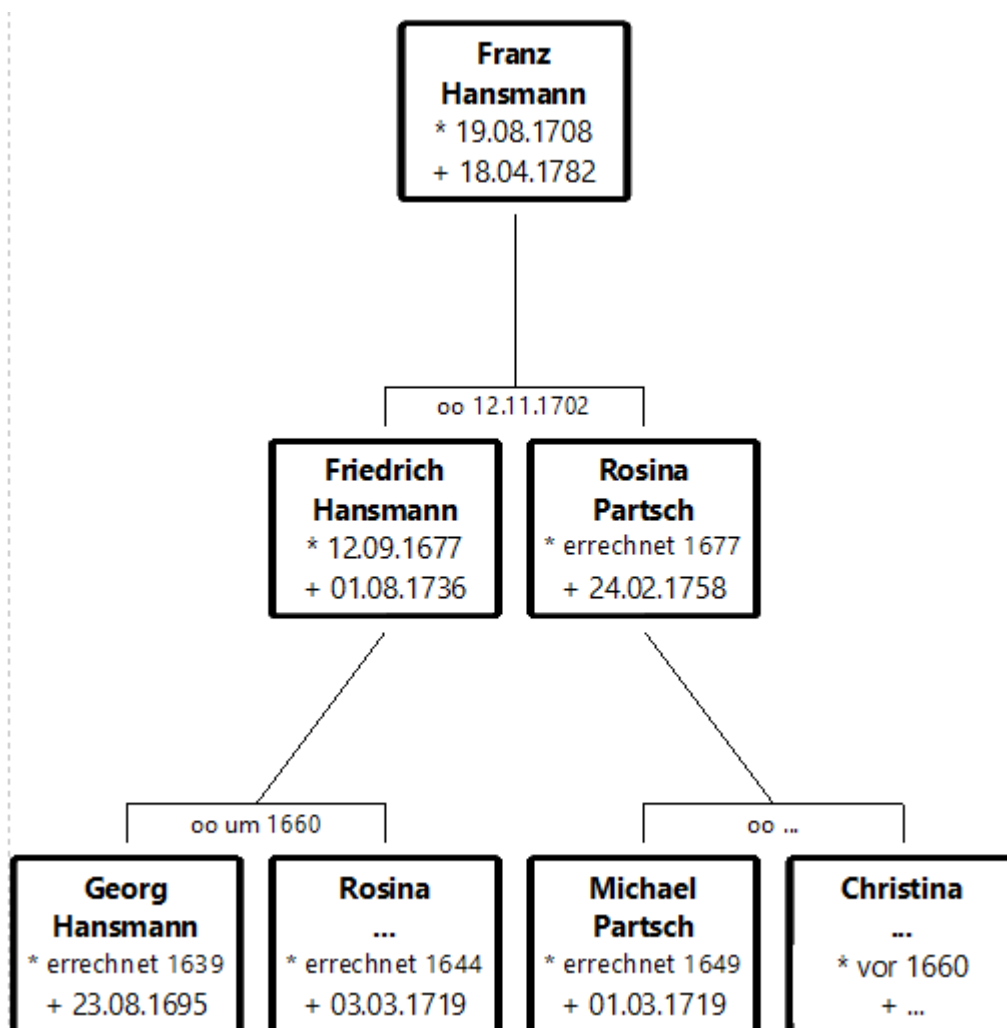 Franz
Hansmann
* 19.08.1708
+ 18.04.1782
oo 12.11.1702
Friedrich
Hansmann
* 12.09.1677
+ 01.08.1736
Rosina
Partsch
* errechnet 1677
+ 24.02.1758
oo um 1660
oo ...
Georg
Hansmann
* errechnet 1639
+ 23.08.1695
Rosina
...
* errechnet 1644
+ 03.03.1719
Michael
Partsch
* errechnet 1649
+ 01.03.1719
Christina
...
* vor 1660
+ ...